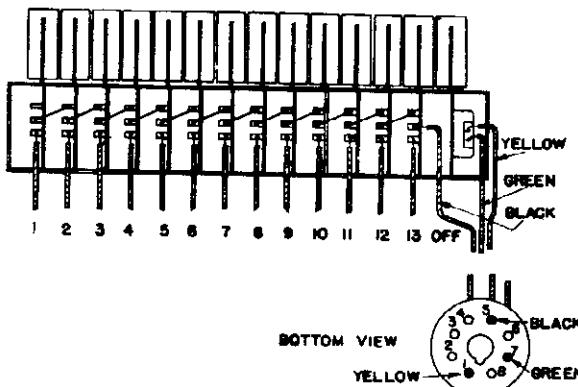 YELLOW
GREEN
BLACK
1 2 3 4 5 6 7 8 9 10 11 12 13 OFF
BOTTOM VIEW
4 5
3 6
2 7
1 8
BLACK
GREEN
YELLOW